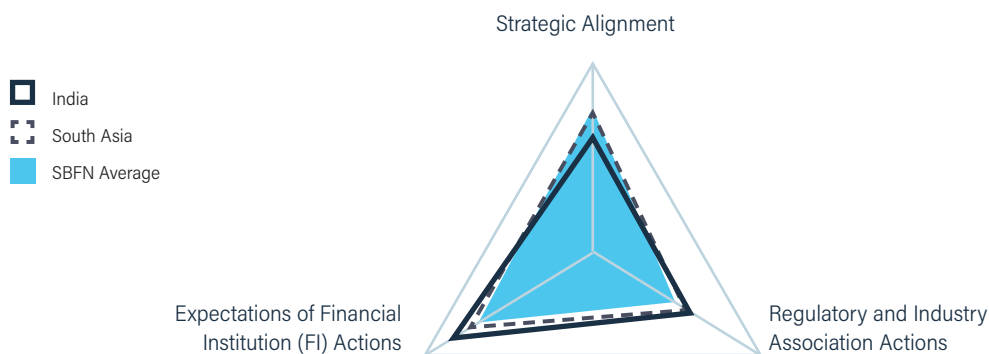 Strategic Alignment
India
South Asia
SBFN Average
Expectations of Financial
Institution (FI) Actions
Regulatory and Industry
Association Actions